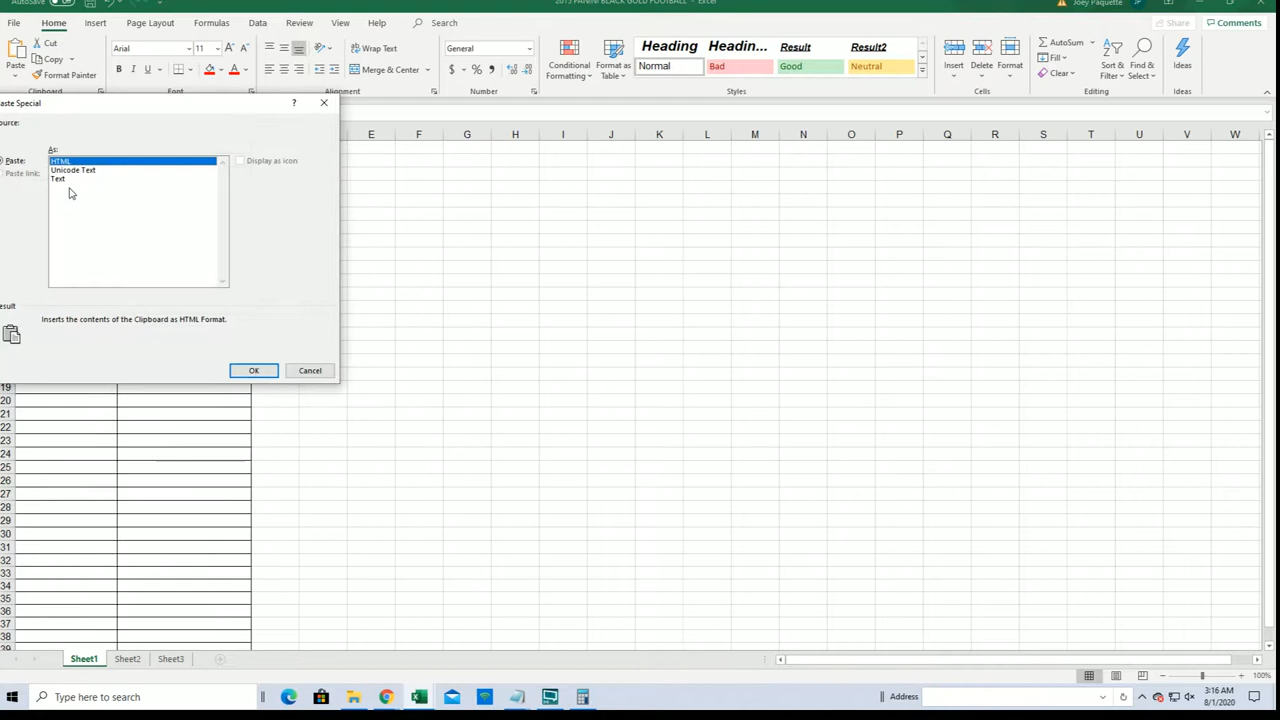 AutoSave Off 2015 PANINI BLACK GOLD FOOTBALL - Excel Joey Paquette JP
File Home Insert Page Layout Formulas Data Review View Help Search Share Comments
Paste Cut Copy Format Painter
Arial 11
B I U
Wrap Text
Merge & Center
General
$ % ,
Conditional Formatting
Format as Table
Heading Headin... Result Result2
Normal Bad Good Neutral
Insert Delete Format
AutoSum
Fill
Clear
Sort & Filter
Find & Select
Ideas
Clipboard Font Alignment Number Styles Cells Editing Ideas
aste Special ?
ource:
As:
Paste:
Paste link:
HTML
Unicode Text
Text
Display as icon
esult
Inserts the contents of the Clipboard as HTML Format.
OK Cancel
E F G H I J K L M N O P Q R S T U V W
19
20
21
22
23
24
25
26
27
28
29
30
31
32
33
34
35
36
37
38
39
Sheet1 Sheet2 Sheet3
100%
Type here to search
Address
3:16 AM
8/1/2020